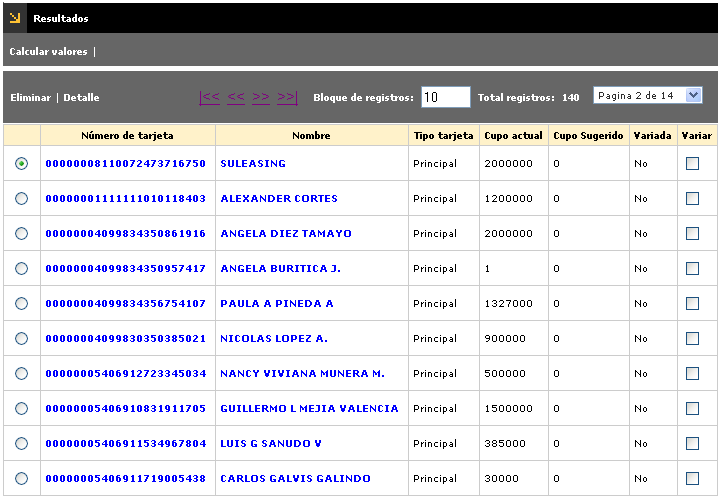 Resultados
Calcular valores |
Eliminar | Detalle |<< << >> >>| Bloque de registros: 10 Total registros: 140 Pagina 2 de 14
Número de tarjeta Nombre Tipo tarjeta Cupo actual Cupo Sugerido Variada Variar
00000008110072473716750 SULEASING Principal 2000000 0 No
00000001111111010118403 ALEXANDER CORTES Principal 1200000 0 No
00000004099834350861916 ANGELA DIEZ TAMAYO Principal 2000000 0 No
00000004099834350957417 ANGELA BURITICA J. Principal 1 0 No
00000004099834356754107 PAULA A PINEDA A Principal 1327000 0 No
00000004099830350385021 NICOLAS LOPEZ A. Principal 900000 0 No
00000005406912723345034 NANCY VIVIANA MUNERA M. Principal 500000 0 No
00000005406910831911705 GUILLERMO L MEJIA VALENCIA Principal 1500000 0 No
00000005406911534967804 LUIS G SANUDO V Principal 385000 0 No
00000005406911719005438 CARLOS GALVIS GALINDO Principal 30000 0 No